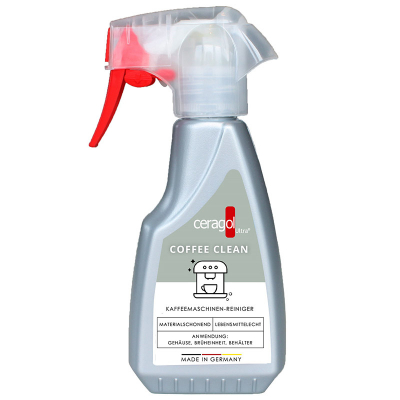 ceragol
ultra®
COFFEE CLEAN
KAFFEEMASCHINEN-REINIGER
MATERIALSCHONEND LEBENSMITTELECHT
ANWENDUNG:
GEHÄUSE, BRÜHEINHEIT, BEHÄLTER
MADE IN GERMANY